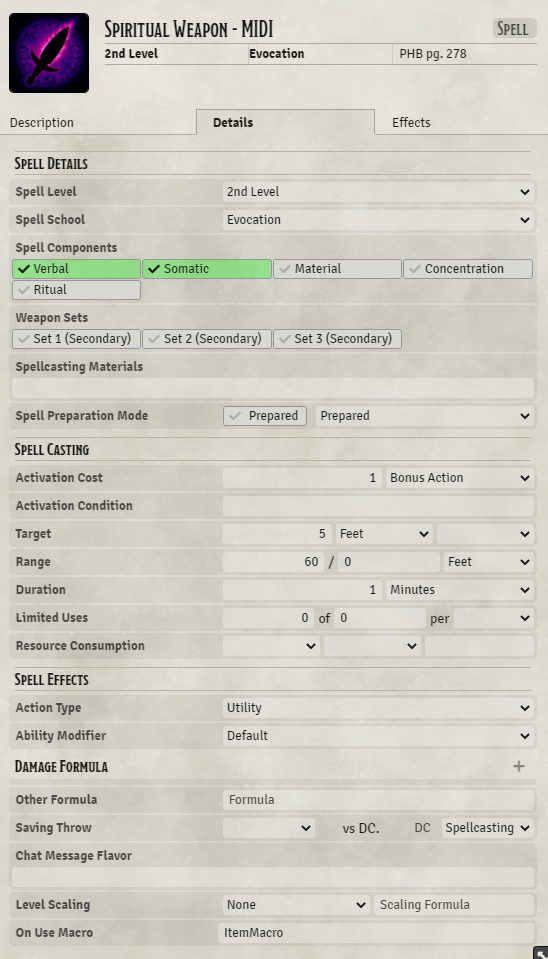 Spiritual Weapon - MIDI
Spell
2nd Level Evocation PHB pg. 278
Description Details Effects
Spell Details
Spell Level 2nd Level
Spell School Evocation
Spell Components
Verbal Somatic Material Concentration
Ritual
Weapon Sets
Set 1 (Secondary) Set 2 (Secondary) Set 3 (Secondary)
Spellcasting Materials
Spell Preparation Mode Prepared Prepared
Spell Casting
Activation Cost 1 Bonus Action
Activation Condition
Target 5 Feet
Range 60 / 0 Feet
Duration 1 Minutes
Limited Uses 0 of 0 per
Resource Consumption
Spell Effects
Action Type Utility
Ability Modifier Default
Damage Formula +
Other Formula Formula
Saving Throw vs DC. DC Spellcasting
Chat Message Flavor
Level Scaling None Scaling Formula
On Use Macro ItemMacro